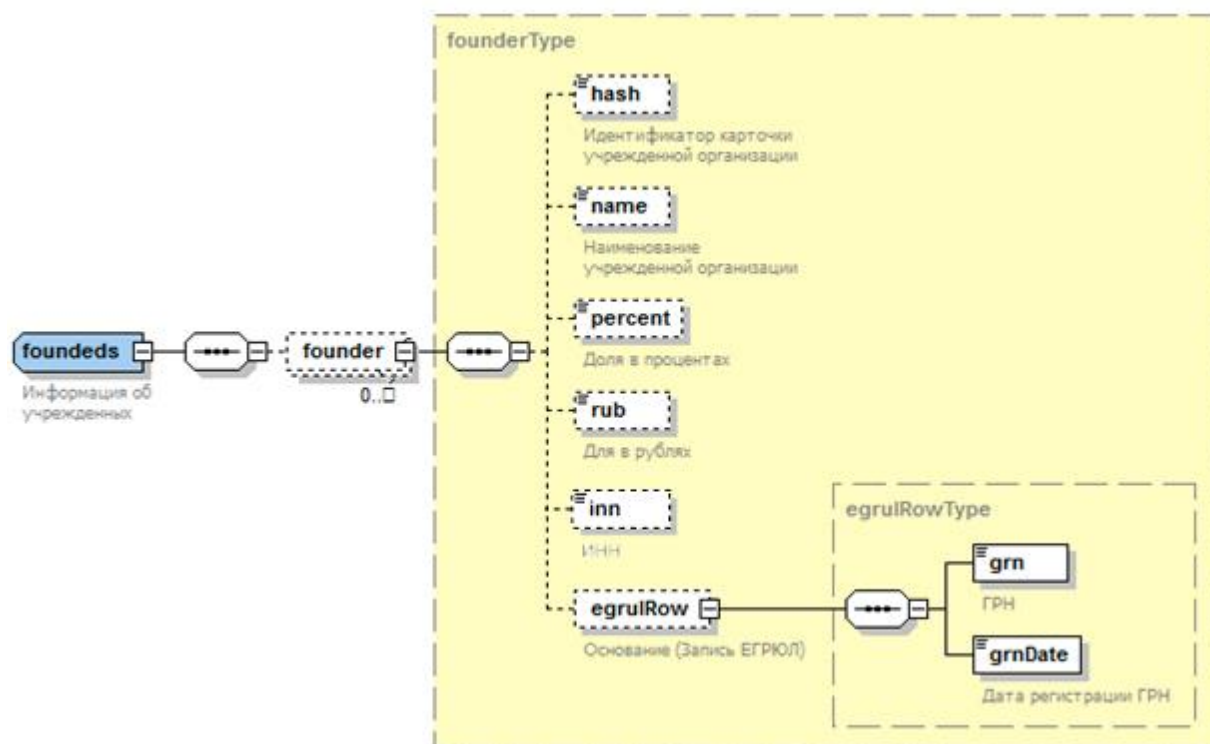 founderType
hash
Идентификатор карточки
учрежденной организации
name
Наименование
учрежденной организации
percent
Доля в процентах
foundeds
Информация об
учрежденных
founder
0..□
rub
Для в рублях
inn
ИНН
egrulRow
Основание (Запись ЕГРЮЛ)
egrulRowType
grn
ГРН
grnDate
Дата регистрации ГРН